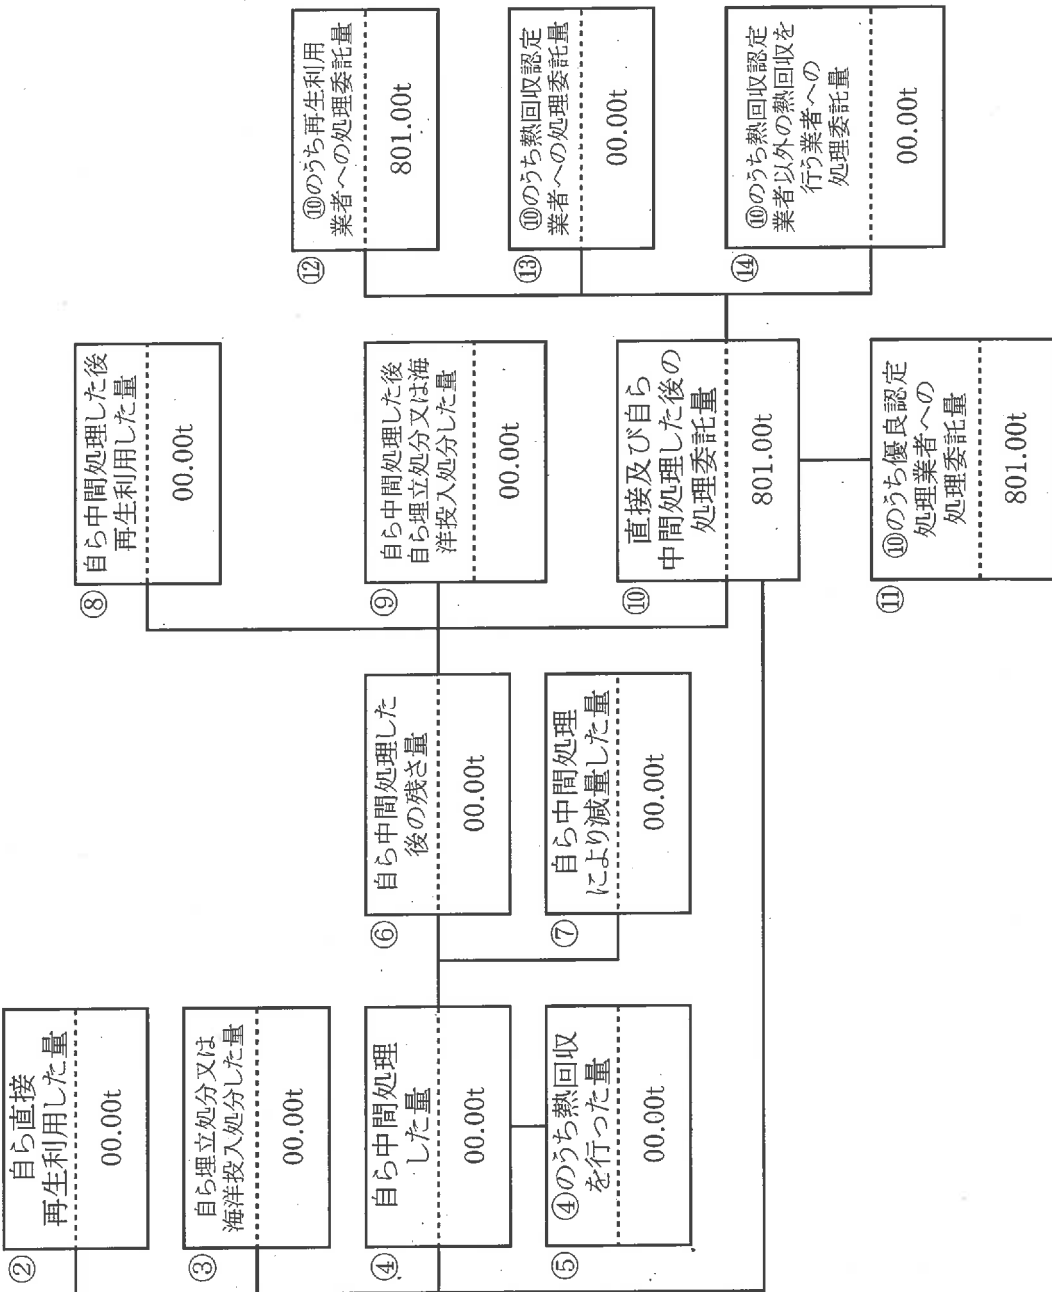 ②
自ら直接
再生利用した量
00.00t
③
自ら埋立処分又は
海洋投入処分した量
00.00t
④
自ら中間処理
した量
00.00t
⑤
④のうち熱回収
を行った量
00.00t
⑥
自ら中間処理した
後の残さ量
00.00t
⑦
自ら中間処理
により減量した量
00.00t
⑧
自ら中間処理した後
再生利用した量
00.00t
⑨
自ら中間処理した後
自ら埋立処分又は海
洋投入処分した量
00.00t
⑩
直接及び自ら
中間処理した後の
処理委託量
801.00t
⑪
⑩のうち優良認定
処理業者への
処理委託量
801.00t
⑫
⑩のうち再生利用
業者への処理委託量
801.00t
⑬
⑩のうち熱回収認定
業者への処理委託量
00.00t
⑭
⑩のうち熱回収認定
業者以外の熱回収を
行う業者への
処理委託量
00.00t